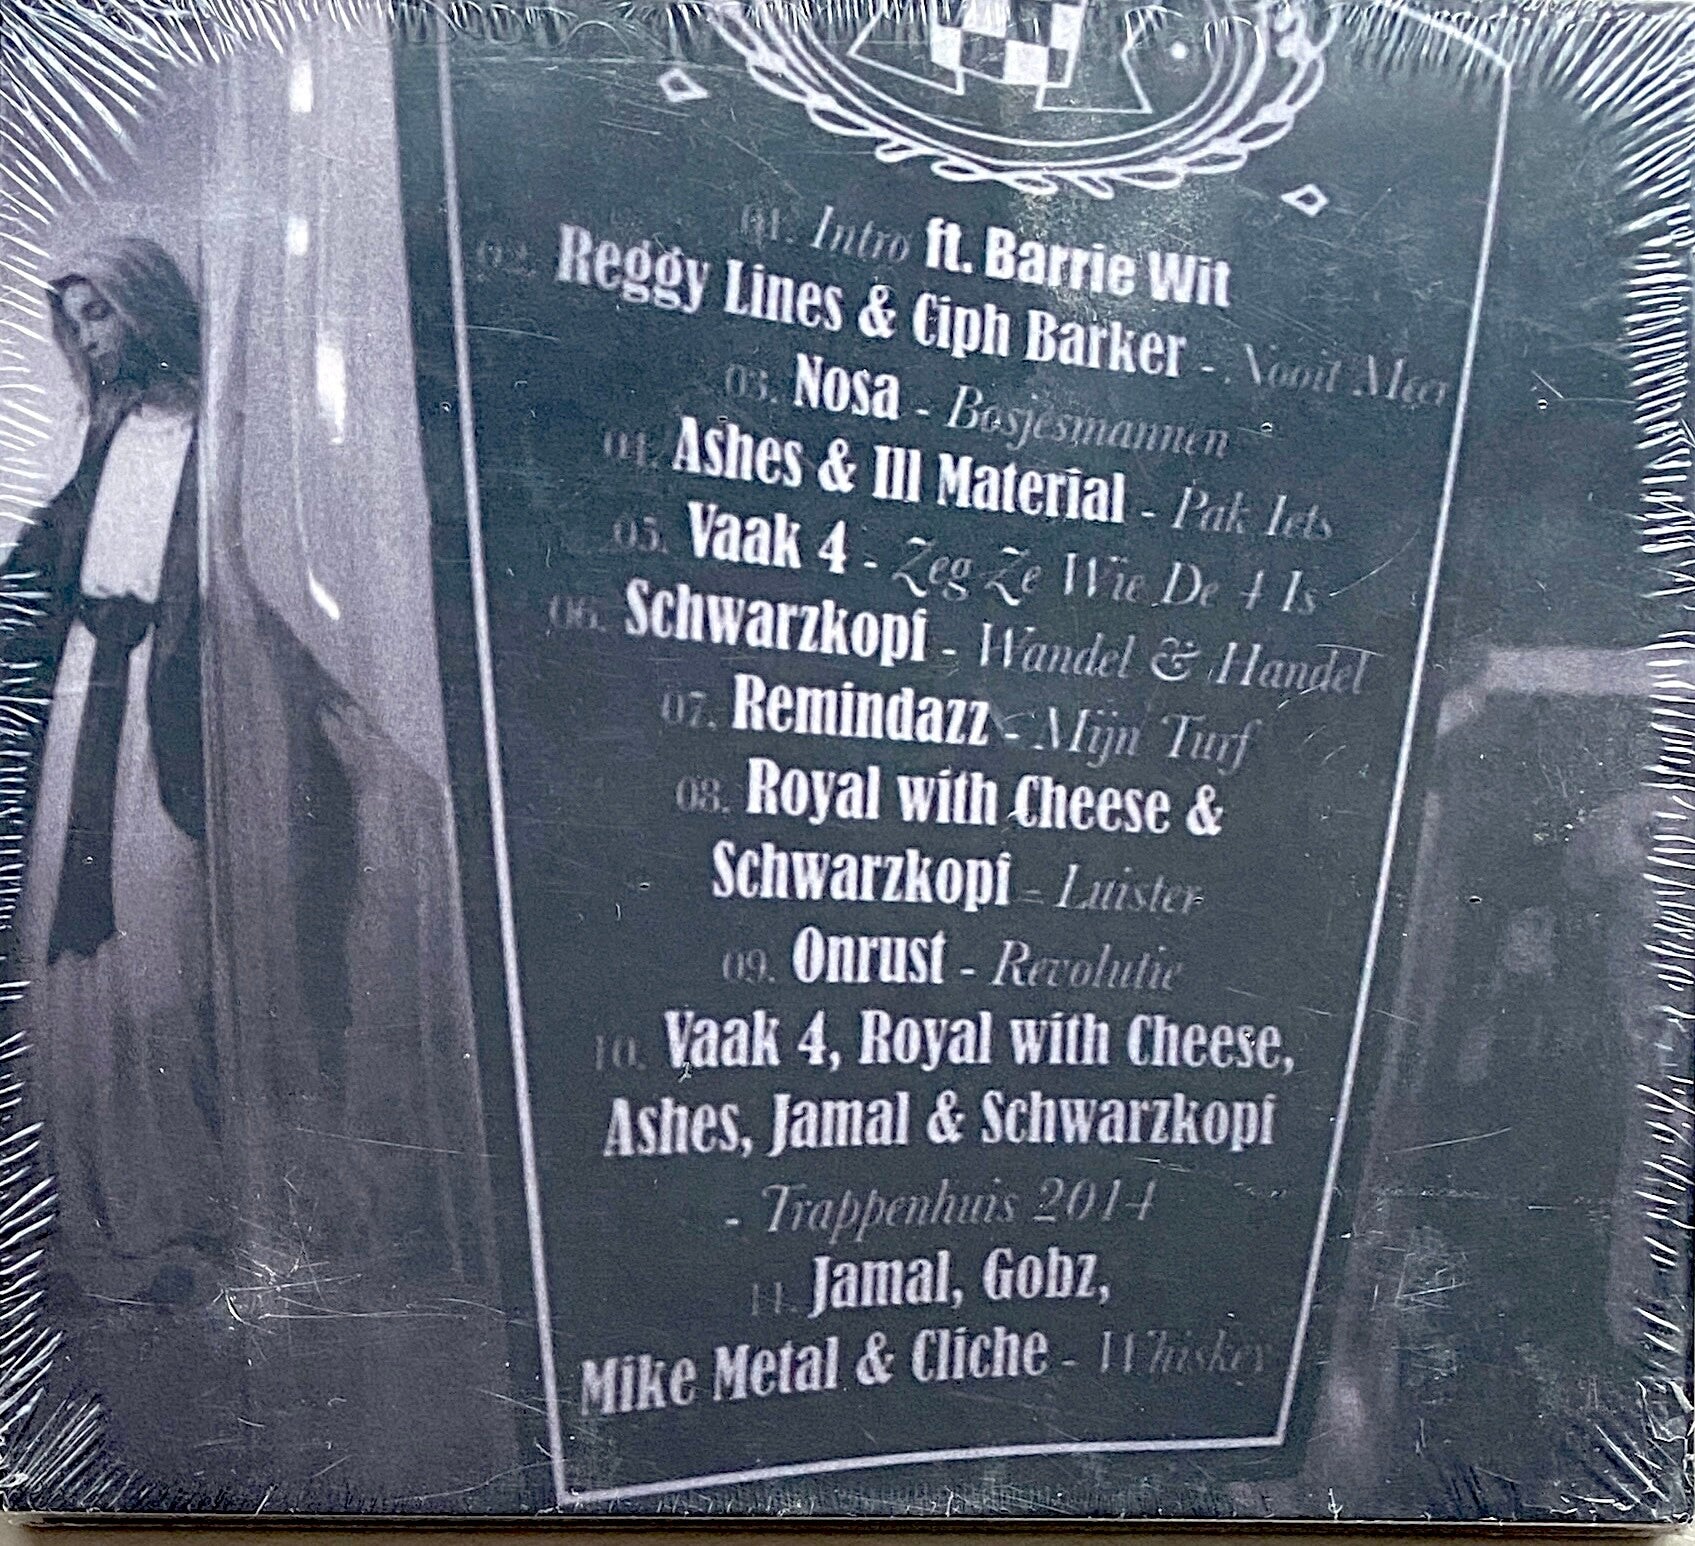 01. Intro ft. Barrie Wit
02. Reggy Lines & Ciph Barker - Nooit Meer
03. Nosa - Bosjesmannen
04. Ashes & Ill Material - Pak Iets
05. Vaak 4 - Zeg Ze Wie De 4 Is
06. Schwarzkopf - Wandel & Handel
07. Remindazz - Mijn Turf
08. Royal with Cheese &
Schwarzkopf - Luister
09. Onrust - Revolutie
10. Vaak 4, Royal with Cheese,
Ashes, Jamal & Schwarzkopf
- Trappenhuis 2014
11. Jamal, Gobz,
Mike Metal & Cliche - Whiskey